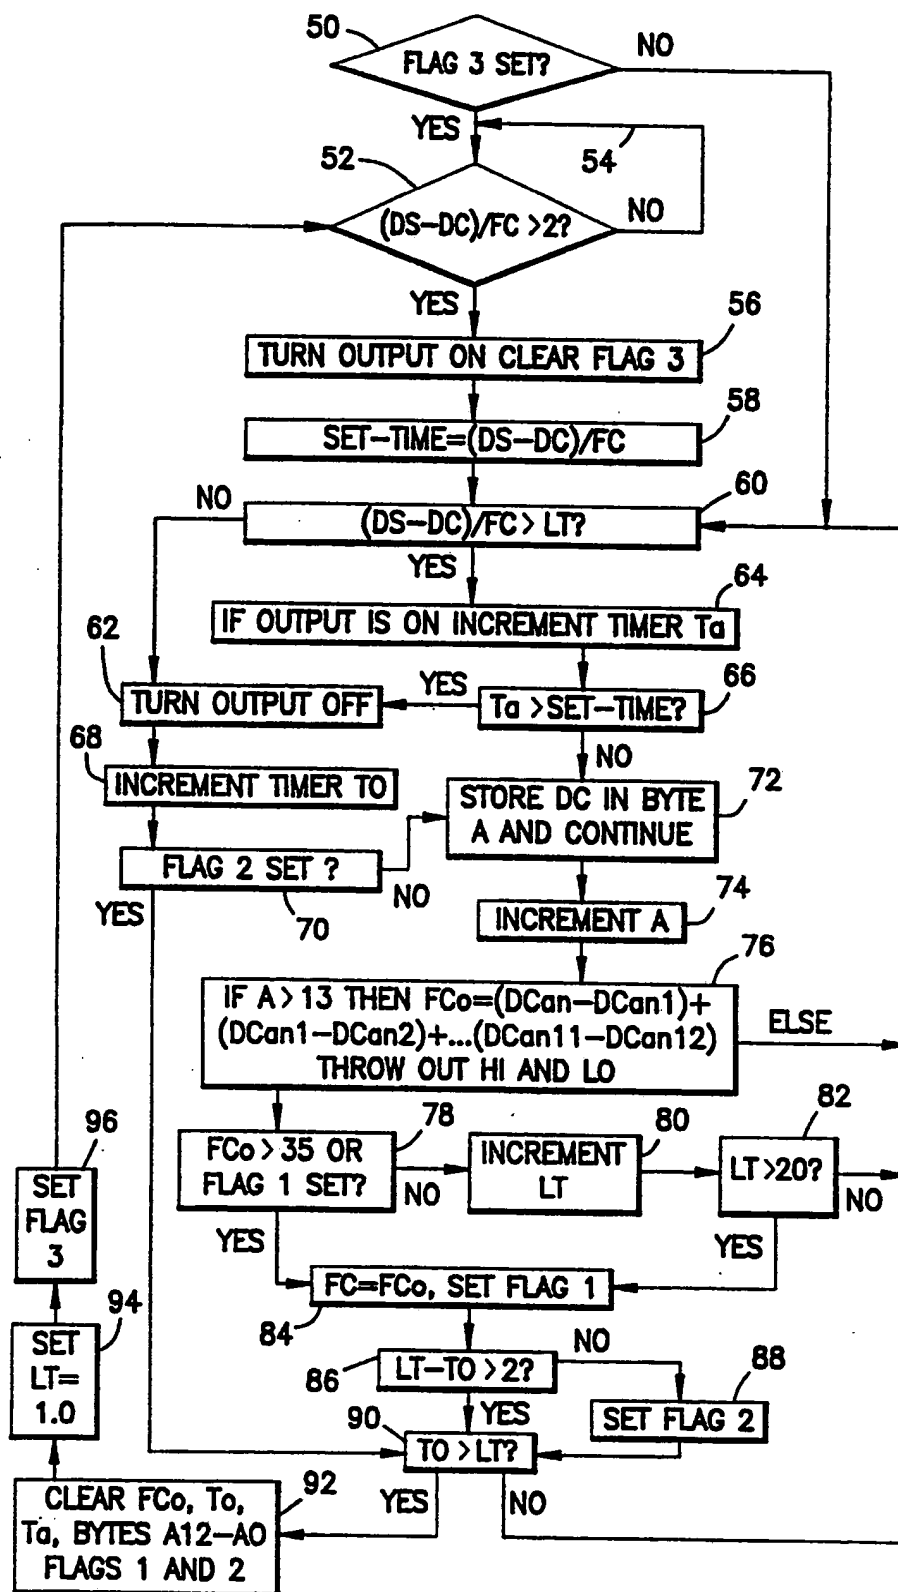 50
FLAG 3 SET?
NO
YES
54
52
(DS-DC)/FC >2?
NO
YES
56
TURN OUTPUT ON CLEAR FLAG 3
58
SET-TIME=(DS-DC)/FC
NO
60
(DS-DC)/FC > LT?
YES
64
IF OUTPUT IS ON INCREMENT TIMER Ta
62
YES
66
TURN OUTPUT OFF
Ta >SET-TIME?
68
NO
INCREMENT TIMER TO
STORE DC IN BYTE
A AND CONTINUE
72
FLAG 2 SET ?
NO
YES
70
74
INCREMENT A
76
IF A > 13 THEN FCo=(DCan-DCan1)+
(DCan1-DCan2)+...(DCan11-DCan12)
THROW OUT HI AND LO
ELSE
96
78
80
82
FCo > 35 OR
FLAG 1 SET?
NO
INCREMENT
LT
LT >20?
NO
SET
FLAG
3
YES
YES
FC=FCo, SET FLAG 1
94
84
SET
LT=
1.0
NO
88
86
LT-TO >2?
YES
SET FLAG 2
90
TO >LT?
92
CLEAR FCo, To,
Ta, BYTES A12-AO
FLAGS 1 AND 2
YES
NO